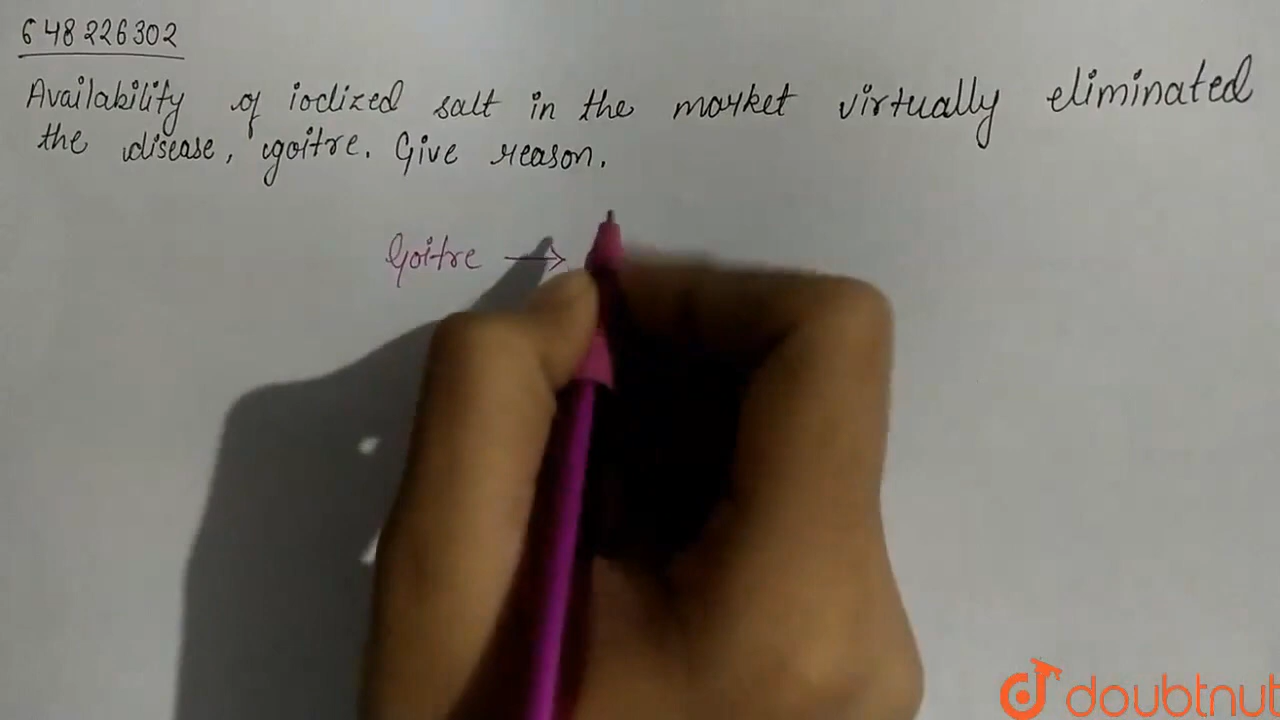 648226302
Availability of iodized salt in the market virtually eliminated
the disease, goitre. Give reason.
Goitre →
doubtnut